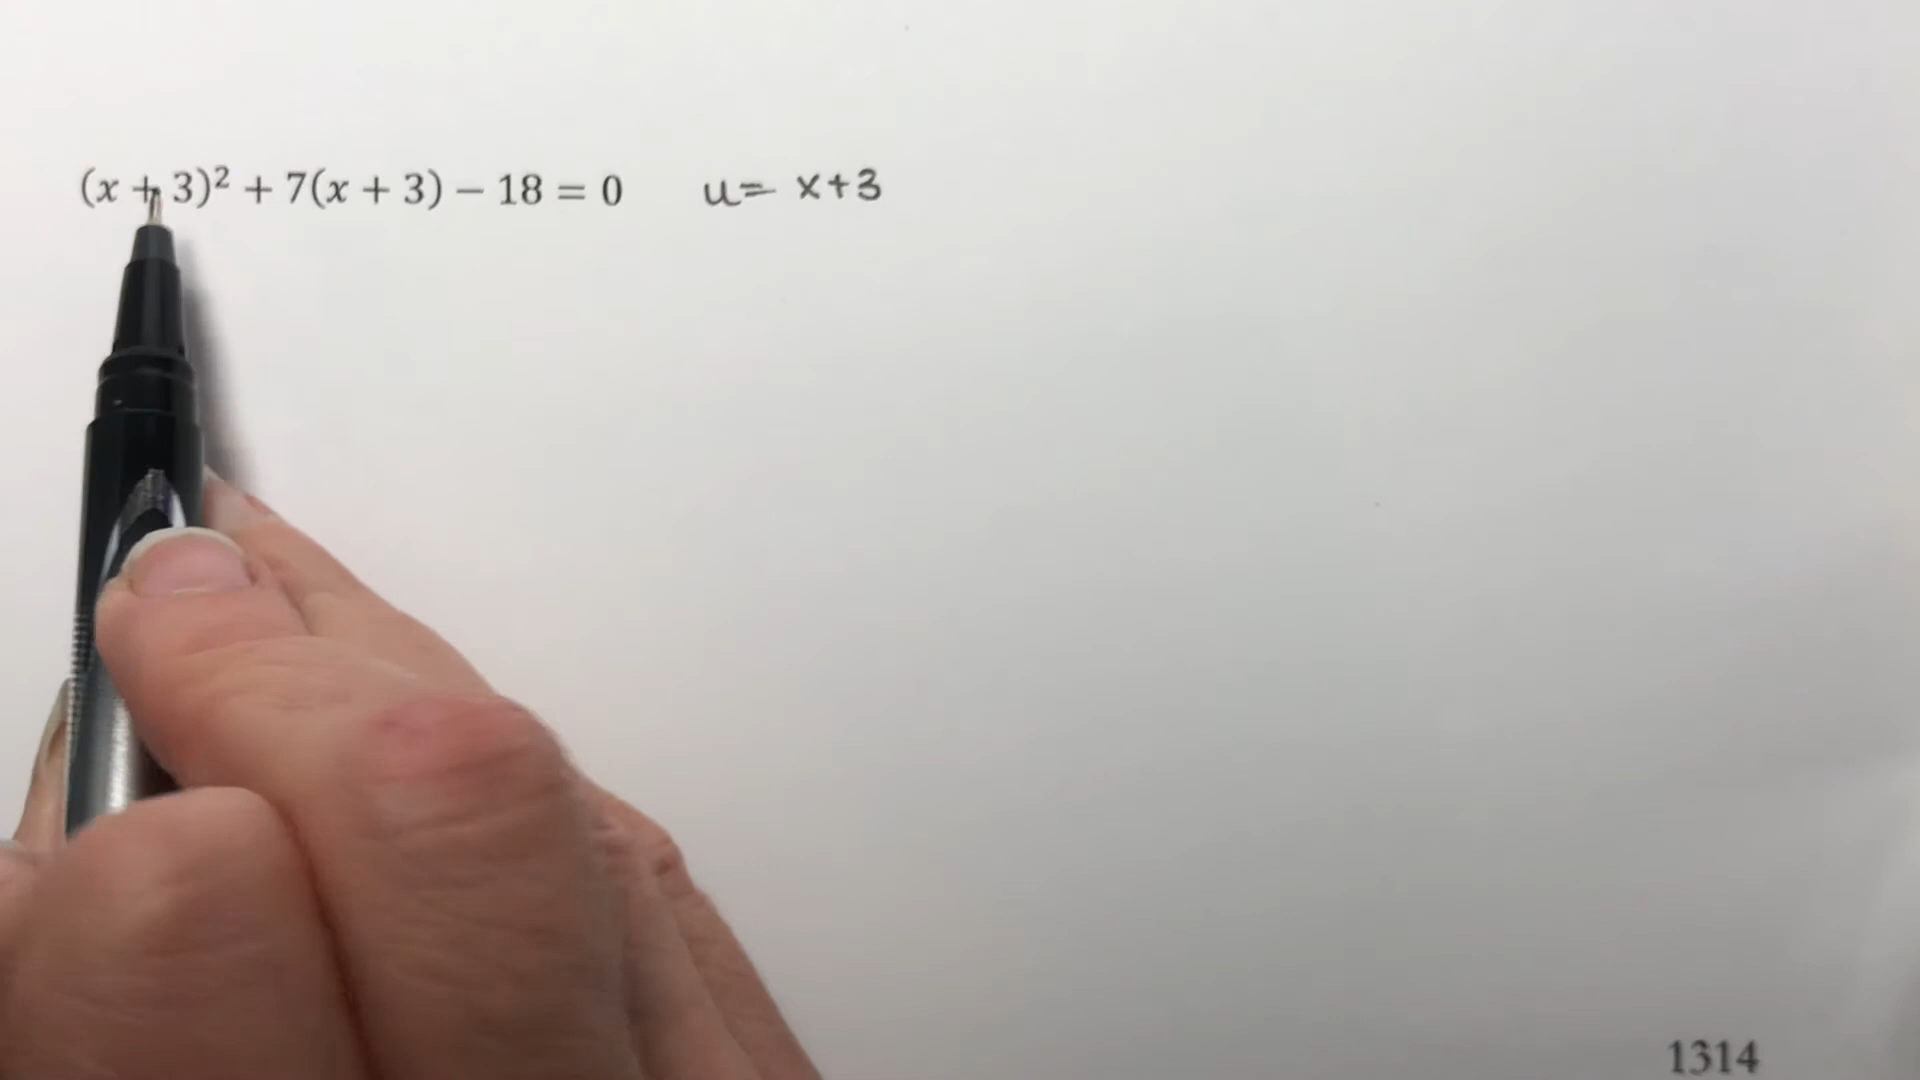 (x + 3)² + 7(x + 3) − 18 = 0 u= x+3
1314